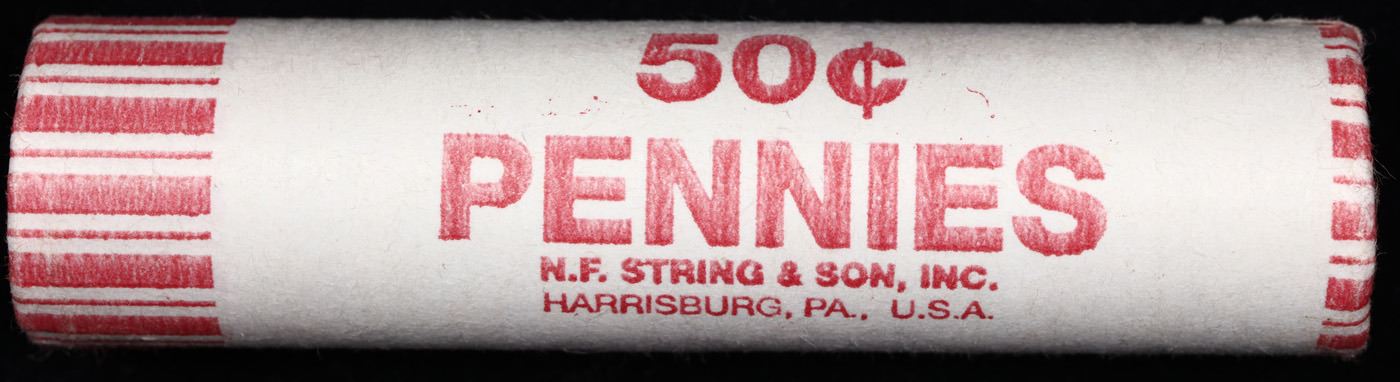 50¢
PENNIES
N.F. STRING & SON, INC.
HARRISBURG, PA., U.S.A.